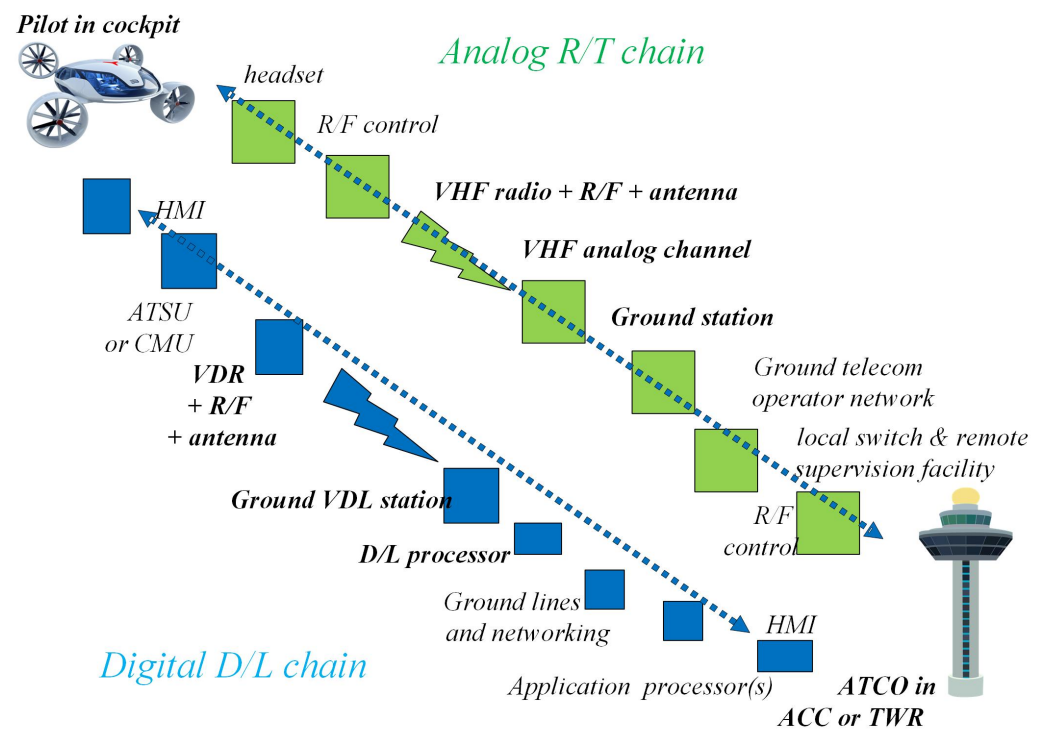 Pilot in cockpit
Analog R/T chain
headset
R/F control
VHF radio + R/F + antenna
VHF analog channel
Ground station
Ground telecom
operator network
local switch & remote
supervision facility
R/F
control
HMI
ATSU
or CMU
VDR
+ R/F
+ antenna
Ground VDL station
D/L processor
Ground lines
and networking
HMI
Application processor(s)
Digital D/L chain
ATCO in
ACC or TWR